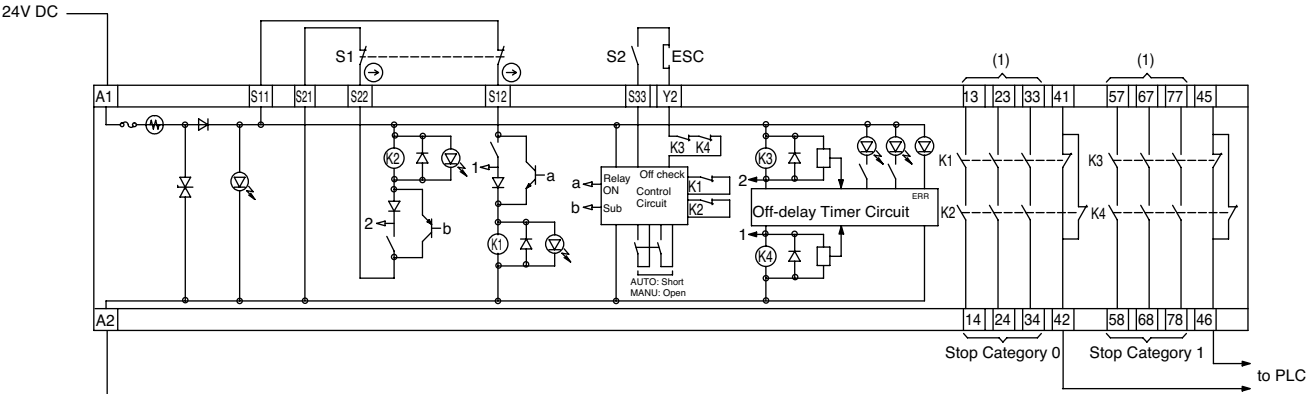 24V DC
S1
S2
ESC
(1)
(1)
A1
S11
S21
S22
S12
S33
Y2
13
23
33
41
57
67
77
45
K3
K4
K2
1
a
2
b
K1
a
b
Relay
ON
Sub
Off check
Control
Circuit
K1
K2
AUTO: Short
MANU: Open
K3
2
ERR
Off-delay Timer Circuit
1
K4
K1
K2
K3
K4
A2
14
24
34
42
58
68
78
46
Stop Category 0
Stop Category 1
to PLC